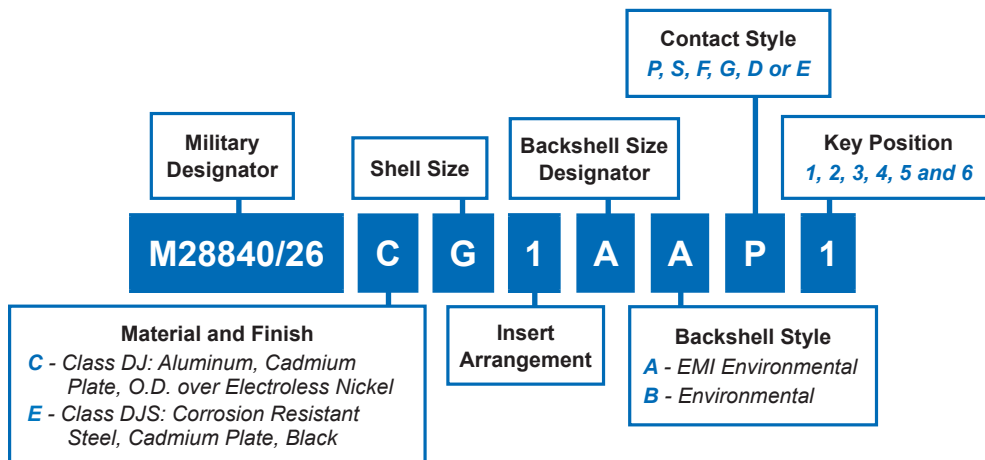 Contact Style
P, S, F, G, D or E
Military
Designator
Shell Size
Backshell Size
Designator
Key Position
1, 2, 3, 4, 5 and 6
M28840/26 C G 1 A A P 1
Material and Finish
C - Class DJ: Aluminum, Cadmium
Plate, O.D. over Electroless Nickel
E - Class DJS: Corrosion Resistant
Steel, Cadmium Plate, Black
Insert
Arrangement
Backshell Style
A - EMI Environmental
B - Environmental